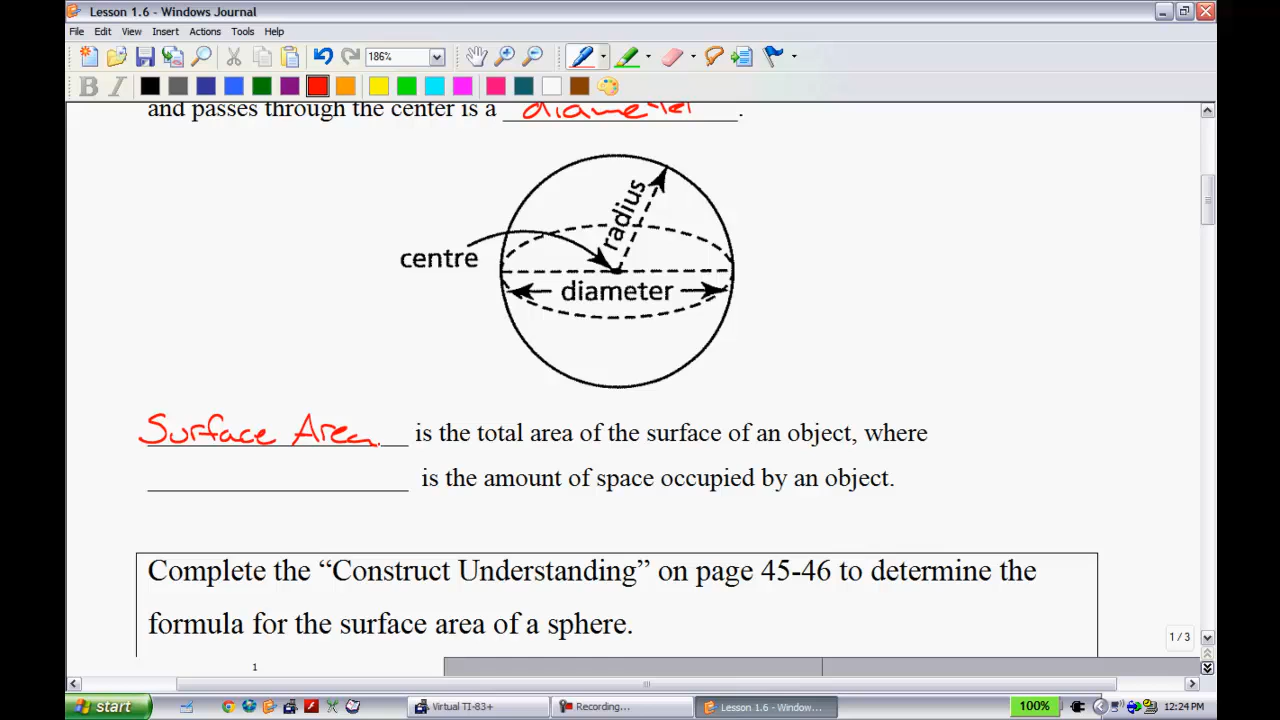 Lesson 1.6 - Windows Journal
File Edit View Insert Actions Tools Help
186%
B I
and passes through the center is a diameter.
radius
centre
diameter
Surface Area is the total area of the surface of an object, where
____________________ is the amount of space occupied by an object.
Complete the “Construct Understanding” on page 45-46 to determine the
formula for the surface area of a sphere.
1 / 3
1
start Virtual TI-83+ Recording... Lesson 1.6 - Window... 100% 12:24 PM